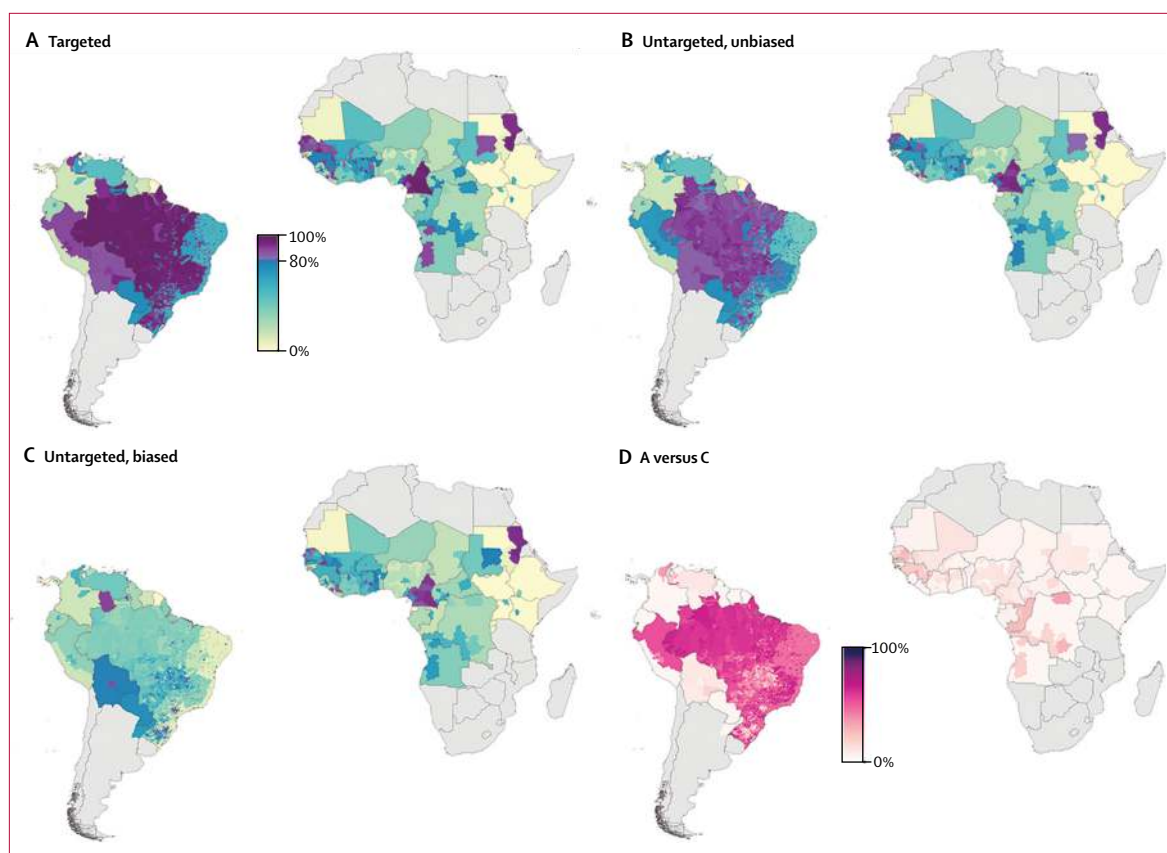 A Targeted
B Untargeted, unbiased
100%
80%
0%
C Untargeted, biased
D A versus C
100%
0%